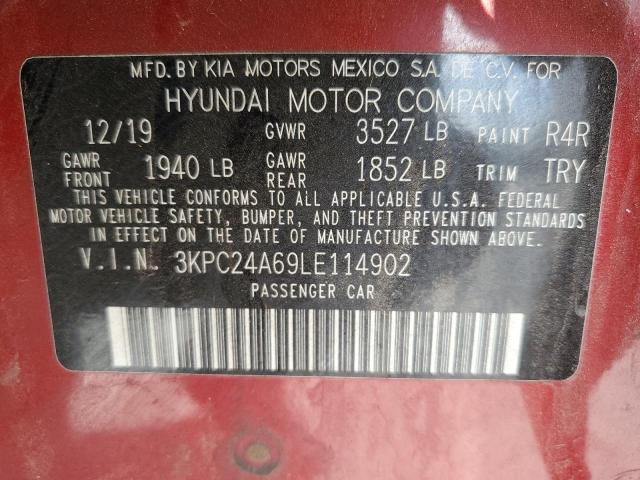 MFD. BY KIA MOTORS MEXICO S.A. DE C.V. FOR
HYUNDAI MOTOR COMPANY
12/19 GVWR 3527 LB PAINT R4R
GAWR FRONT 1940 LB GAWR REAR 1852 LB TRIM TRY
THIS VEHICLE CONFORMS TO ALL APPLICABLE U.S.A. FEDERAL
MOTOR VEHICLE SAFETY, BUMPER, AND THEFT PREVENTION STANDARDS
IN EFFECT ON THE DATE OF MANUFACTURE SHOWN ABOVE.
V.I.N. 3KPC24A69LE114902
PASSENGER CAR